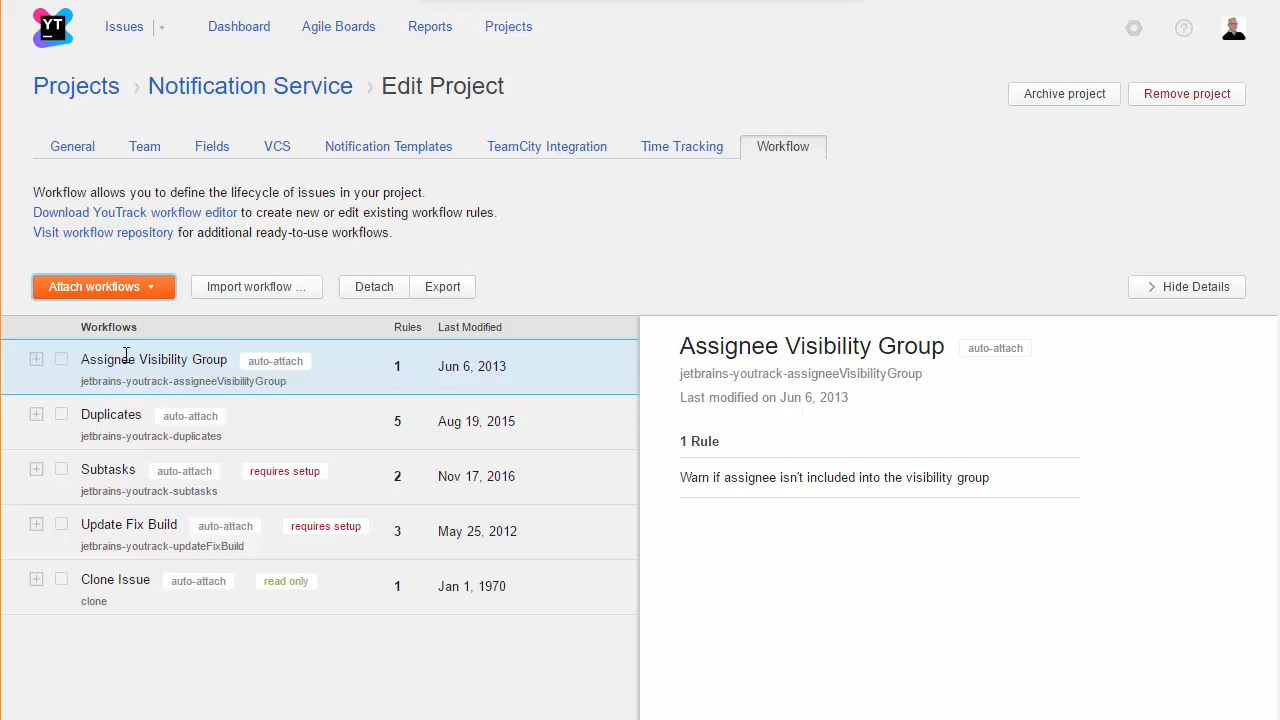 YT
Issues Dashboard Agile Boards Reports Projects
Projects › Notification Service › Edit Project
Archive project Remove project
General Team Fields VCS Notification Templates TeamCity Integration Time Tracking Workflow
Workflow allows you to define the lifecycle of issues in your project.
Download YouTrack workflow editor to create new or edit existing workflow rules.
Visit workflow repository for additional ready-to-use workflows.
Attach workflows Import workflow ... Detach Export Hide Details
Workflows Rules Last Modified
Assignee Visibility Group auto-attach 1 Jun 6, 2013
jetbrains-youtrack-assigneeVisibilityGroup
Duplicates auto-attach 5 Aug 19, 2015
jetbrains-youtrack-duplicates
Subtasks auto-attach requires setup 2 Nov 17, 2016
jetbrains-youtrack-subtasks
Update Fix Build auto-attach requires setup 3 May 25, 2012
jetbrains-youtrack-updateFixBuild
Clone Issue auto-attach read only 1 Jan 1, 1970
clone
Assignee Visibility Group auto-attach
jetbrains-youtrack-assigneeVisibilityGroup
Last modified on Jun 6, 2013
1 Rule
Warn if assignee isn't included into the visibility group